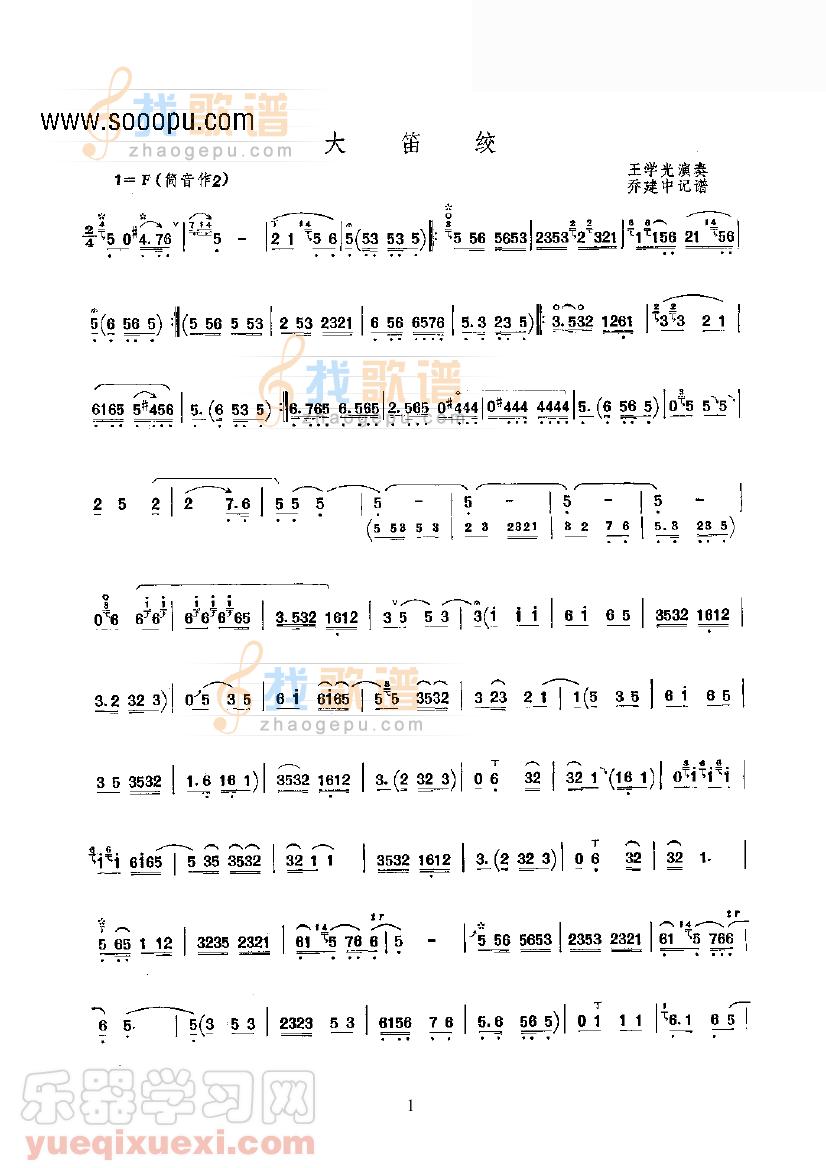 找歌谱
zhaogepu.com
www.sooopu.com
大 笛 绞
1=F(筒音作2)
王学光演奏
乔建中记谱
2/4 5 0#4.76 | 5 - | 2 1 5 6 | 5(53 53 5) |: 5 56 5653 | 2353 2 321 | 1 1156 21 56 |
5(6 56 5) :| (5 56 5 53 | 2 53 2321 | 6 56 6576 | 5.3 23 5) |: 3.532 1261 | 3 3 2 1 |
找歌谱
zhaogepu.com
6165 5#456 | 5.(6 53 5) :| 6.765 6.565 | 2.565 0#444 | 0#444 4444 | 5.(6 56 5) | 0 5 5 5 |
2 5 2 | 2 7.6 | 5 5 5 | 5 - | 5 - | 5 - | 5 - |
(5 53 5 3 | 2 3 2321 | 3 2 7 6 | 5.3 23 5)
0 6 6 6 | 6 6 6 65 | 3.532 1612 | 3 5 5 3 | 3(i i i | 6 i 6 5 | 3532 1612 |
找歌谱
zhaogepu.com
3.2 32 3) | 0 5 3 5 | 6 i 6165 | 5 5 3532 | 3 23 2 1 | 1(5 3 5 | 6 i 6 5 |
3 5 3532 | 1.6 16 1) | 3532 1612 | 3.(2 32 3) | 0 6 32 | 32 1 (16 1) | 0 i i i |
i i 6165 | 5 35 3532 | 32 1 1 | 3532 1612 | 3.(2 32 3) | 0 6 32 | 32 1. |
5 65 1 12 | 3235 2321 | 61 5 76 6 | 5 - | 5 56 5653 | 2353 2321 | 61 5 766 |
6 5. | 5(3 5 3 | 2323 5 3 | 6156 7 6 | 5.6 56 5) | 0 1 1 1 | 6.1 6 5 |
1
乐器学习网
yueqixuexi.com